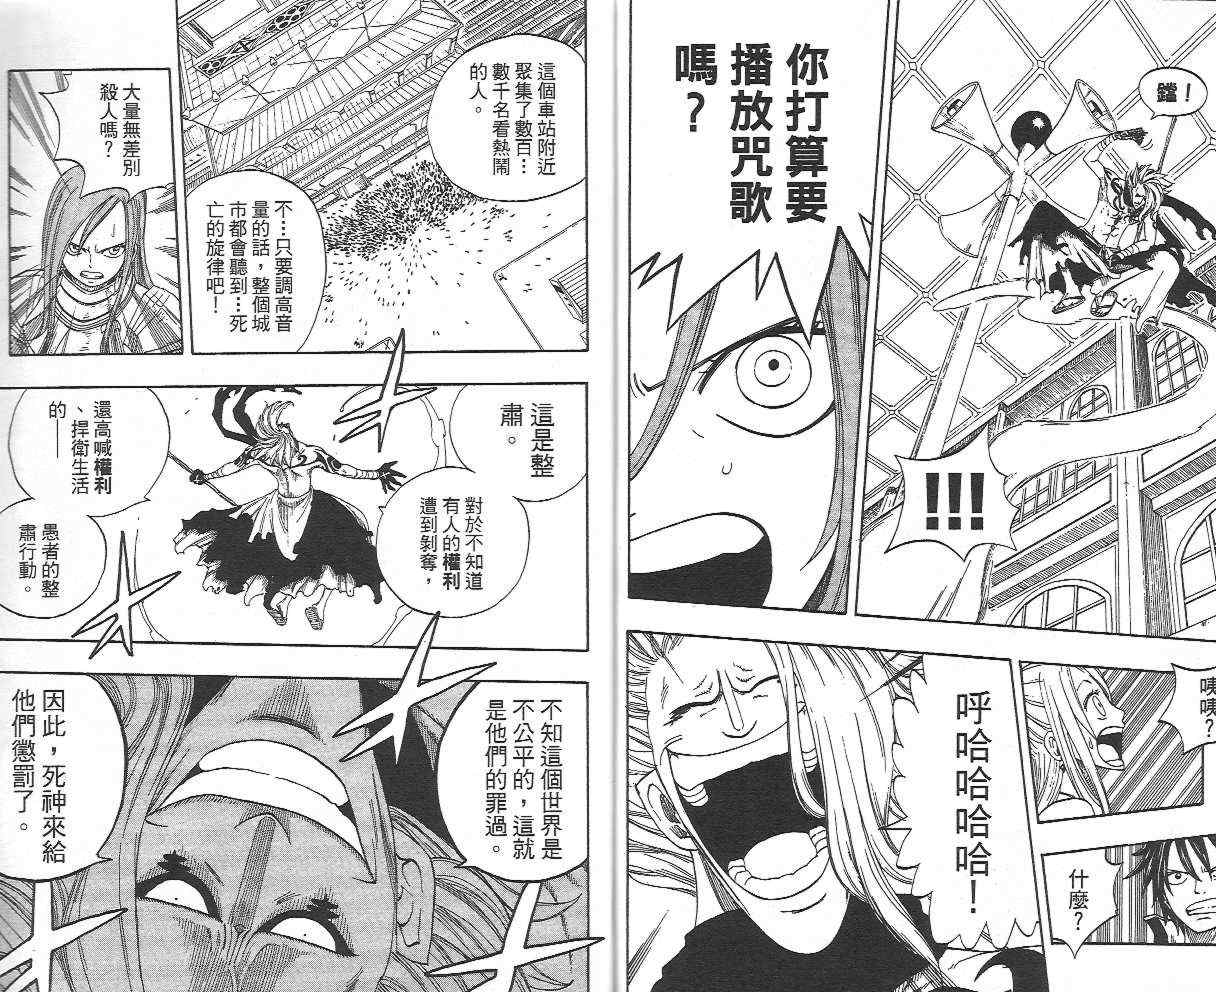 鏜！
!!!
你打算要
播放咒歌
嗎？
咦
咦？
什麼？
呼哈哈哈哈！
這個車站附近
聚集了數百…
數千名看熱鬧
的人。
不…只要調高音
量的話，整個城
市都會聽到…死
亡的旋律吧！
大量無差別
殺人嗎？
這是整
肅。
對於不知道
有人的權利
遭到剝奪，
還高喊權利
、捍衛生活
的——
愚者的整
肅行動。
不知這個世界是
不公平的，這就
是他們的罪過。
因此，死神來給
他們懲罰了。